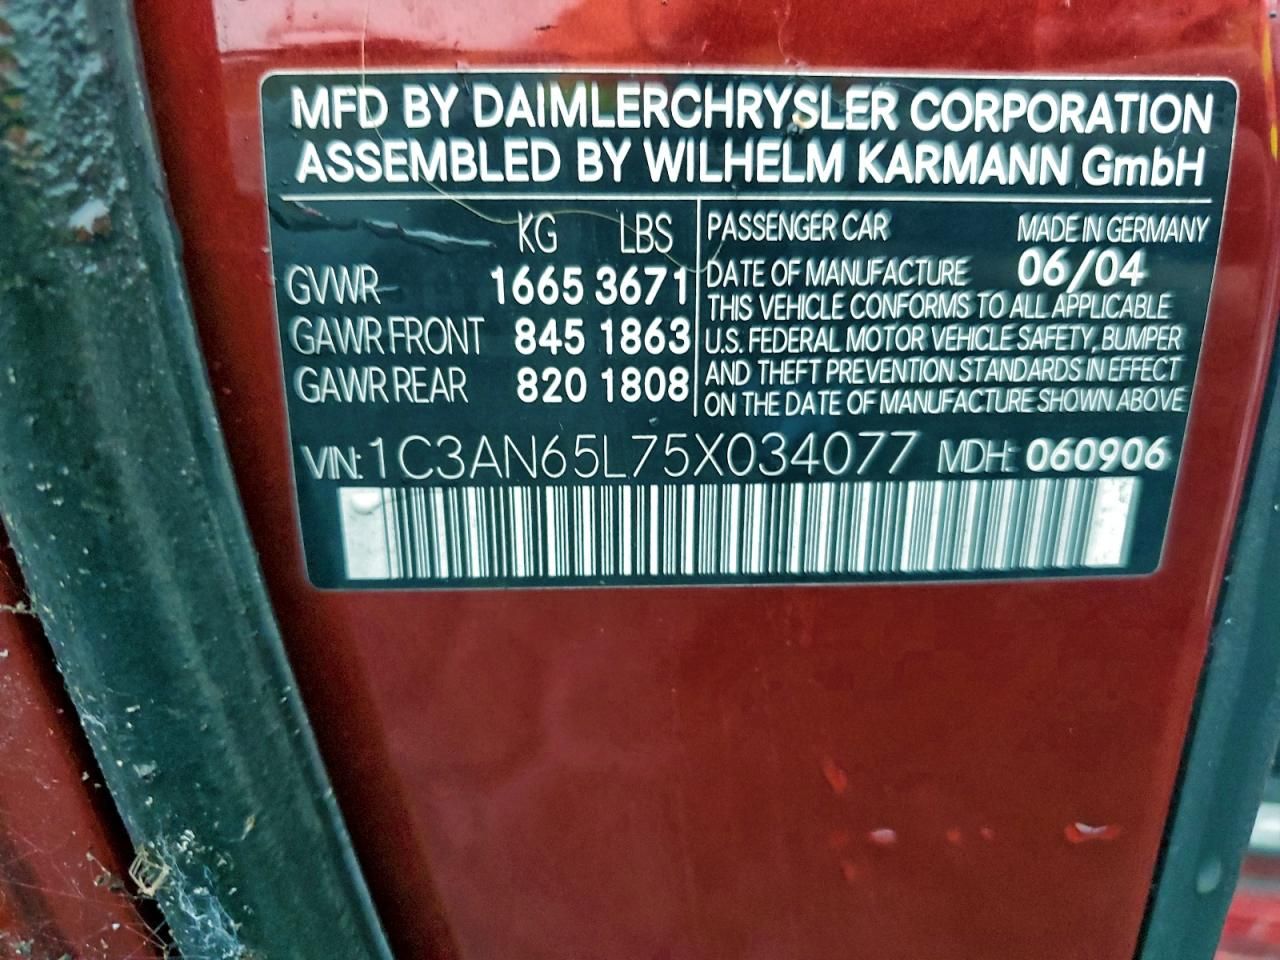 MFD BY DAIMLERCHRYSLER CORPORATION
ASSEMBLED BY WILHELM KARMANN GmbH
KG LBS
GVWR 1665 3671
GAWR FRONT 845 1863
GAWR REAR 820 1808
PASSENGER CAR MADE IN GERMANY
DATE OF MANUFACTURE 06/04
THIS VEHICLE CONFORMS TO ALL APPLICABLE
U.S. FEDERAL MOTOR VEHICLE SAFETY, BUMPER
AND THEFT PREVENTION STANDARDS IN EFFECT
ON THE DATE OF MANUFACTURE SHOWN ABOVE
VIN: 1C3AN65L75X034077 MDH: 060906